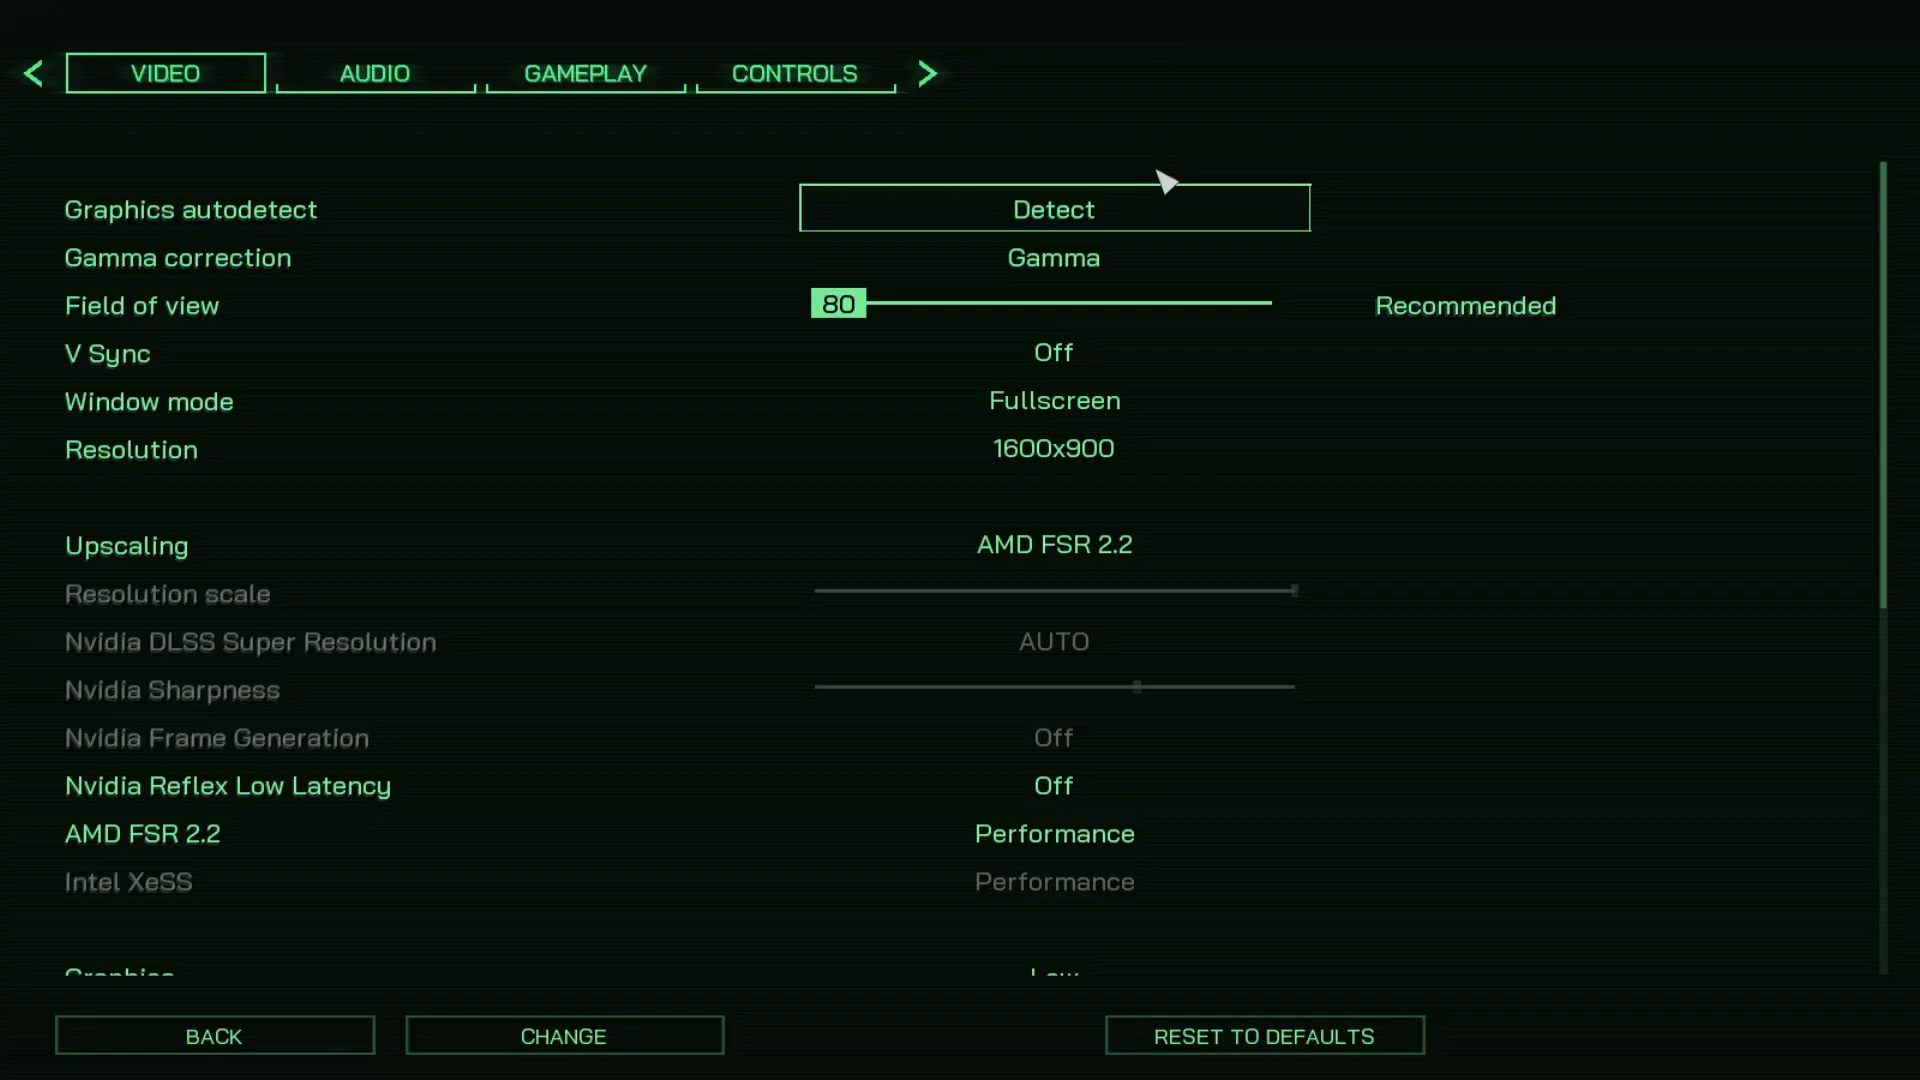 < VIDEO AUDIO GAMEPLAY CONTROLS >
Graphics autodetect Detect
Gamma correction Gamma
Field of view 80 Recommended
V Sync Off
Window mode Fullscreen
Resolution 1600x900
Upscaling AMD FSR 2.2
Resolution scale
Nvidia DLSS Super Resolution AUTO
Nvidia Sharpness
Nvidia Frame Generation Off
Nvidia Reflex Low Latency Off
AMD FSR 2.2 Performance
Intel XeSS Performance
Graphics Low
BACK CHANGE RESET TO DEFAULTS